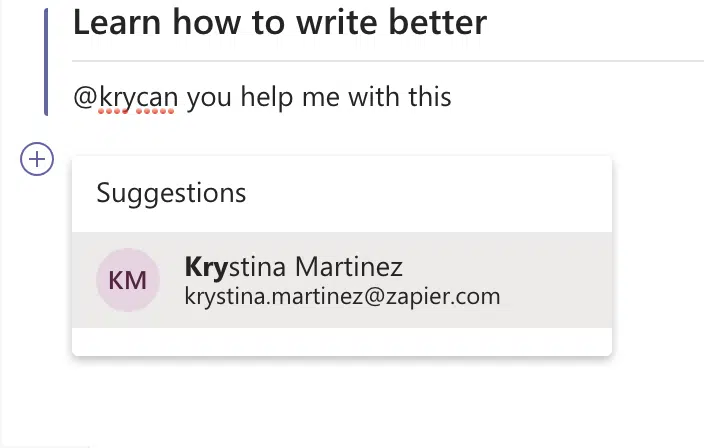 Learn how to write better
@krycan you help me with this
Suggestions
KM
Krystina Martinez
krystina.martinez@zapier.com